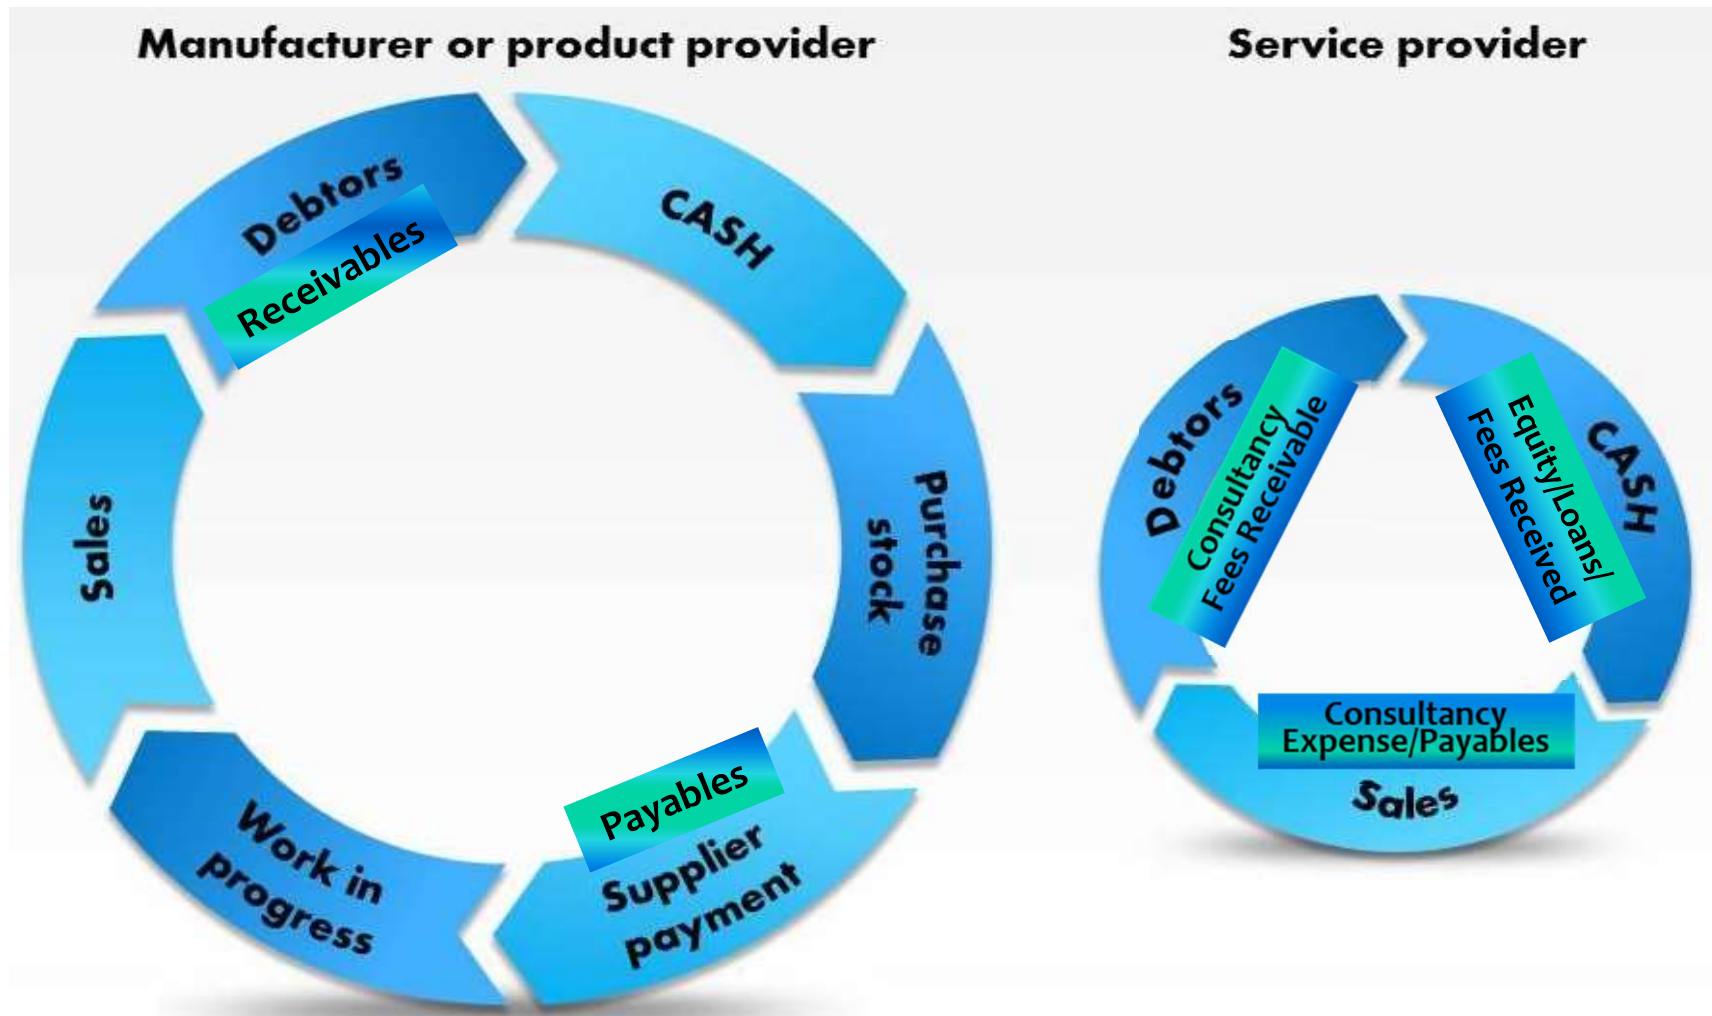 Manufacturer or product provider
Debtors
Receivables
CASH
Purchase
stock
Payables
Supplier
payment
Work in
progress
Sales
Service provider
Debtors
Consultancy
Fees Receivable
CASH
Equity/Loans/
Fees Received
Consultancy
Expense/Payables
Sales